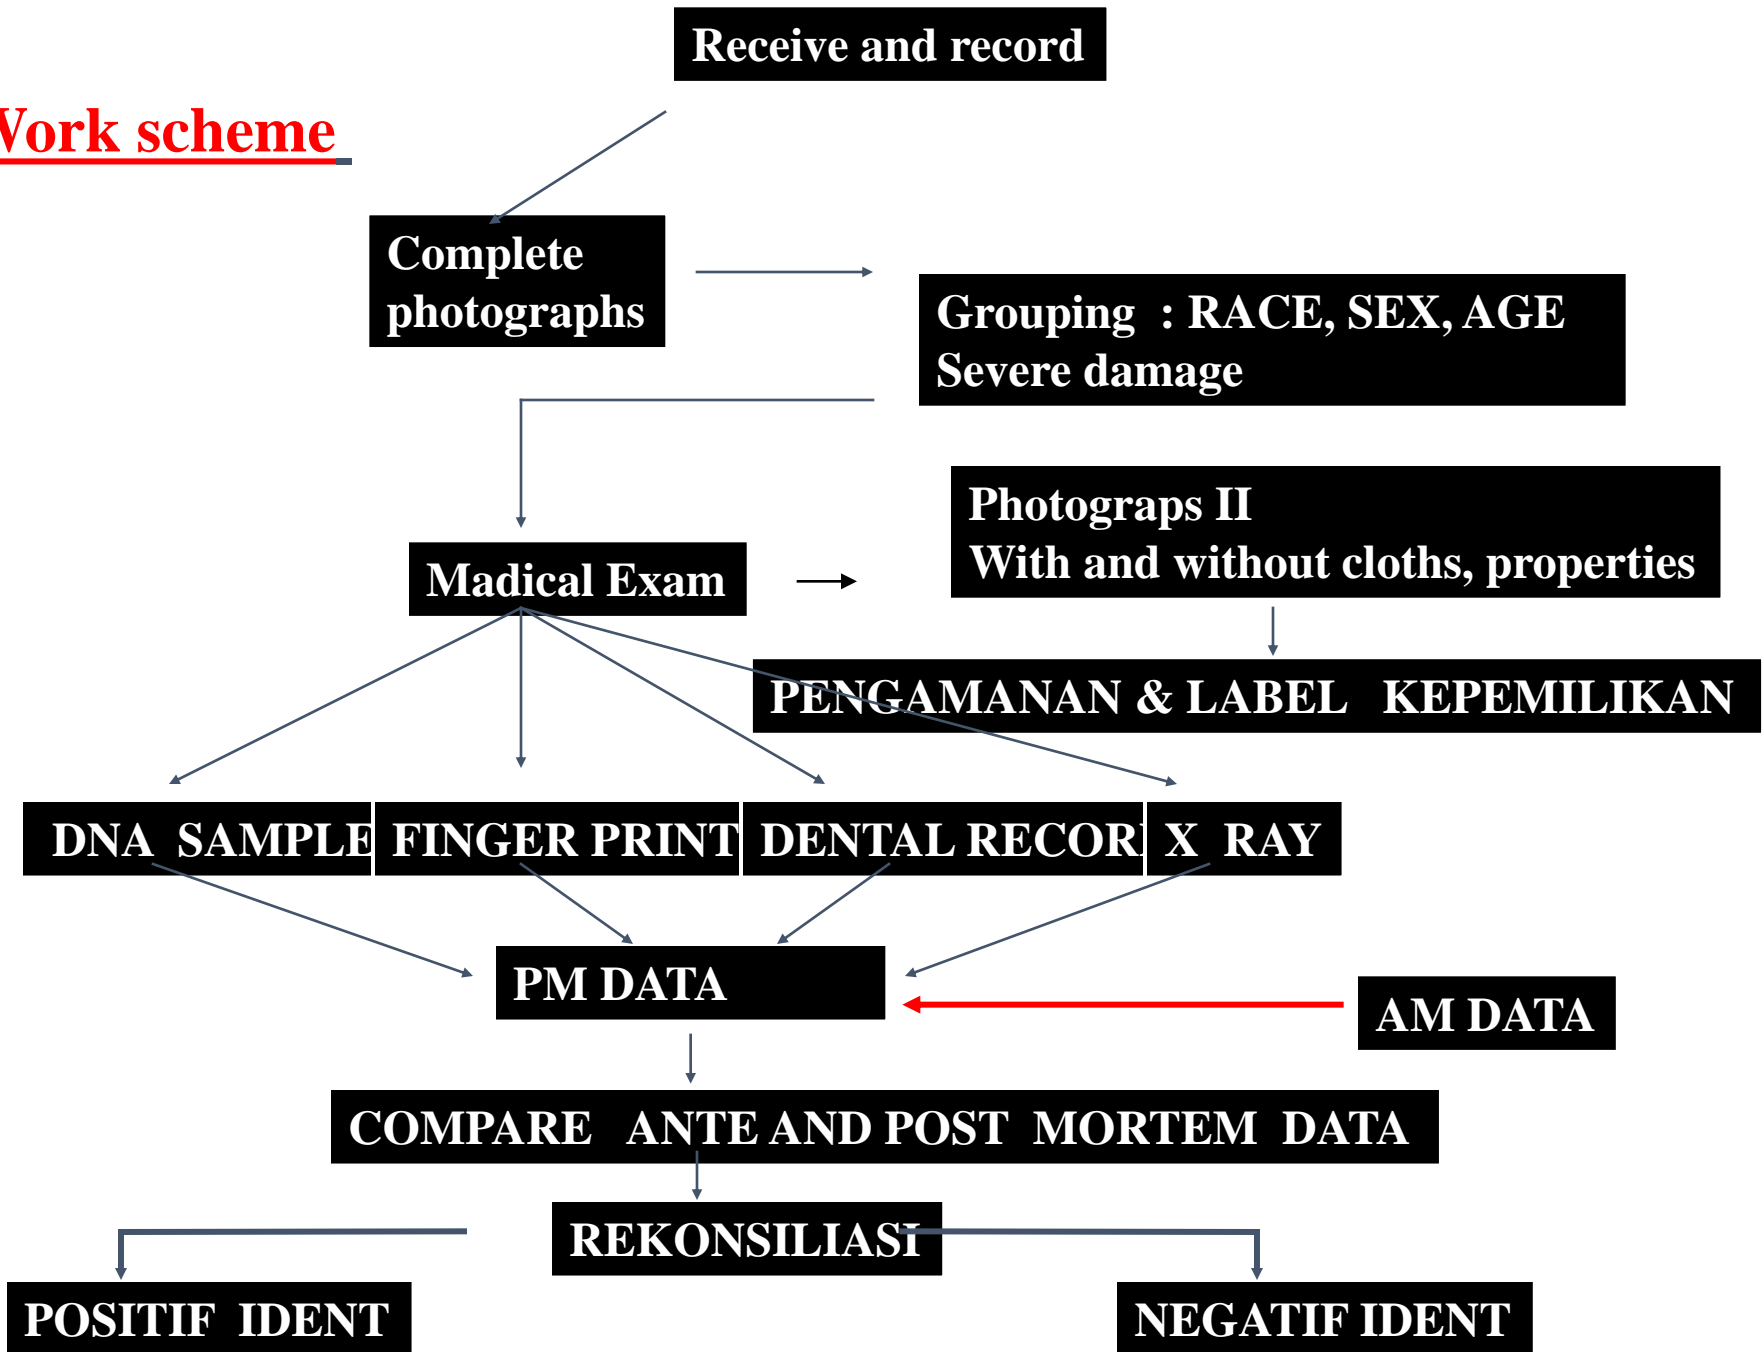 Receive and record
Work scheme
Complete
photographs
Grouping : RACE, SEX, AGE
Severe damage
Photograps II
With and without cloths, properties
Madical Exam
PENGAMANAN & LABEL KEPEMILIKAN
DNA SAMPLE
FINGER PRINT
DENTAL RECOR
X RAY
PM DATA
AM DATA
COMPARE ANTE AND POST MORTEM DATA
REKONSILIASI
POSITIF IDENT
NEGATIF IDENT